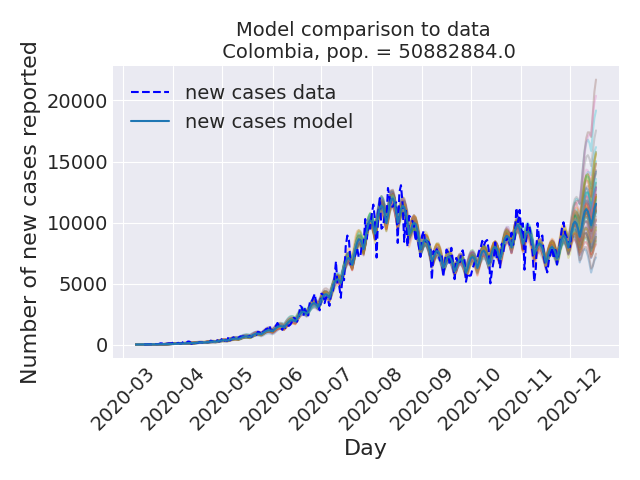 Model comparison to data
Colombia, pop. = 50882884.0
Number of new cases reported
20000
15000
10000
5000
0
new cases data
new cases model
2020-03
2020-04
2020-05
2020-06
2020-07
2020-08
2020-09
2020-10
2020-11
2020-12
Day